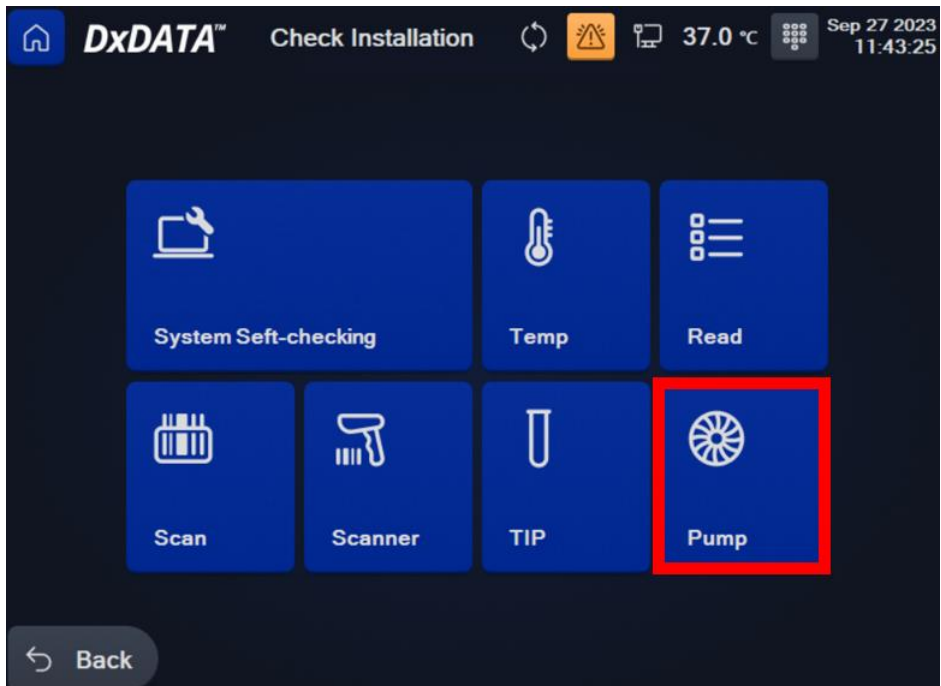 DxDATA™ Check Installation 37.0 °C Sep 27 2023
11:43:25
System Seft-checking
Temp
Read
Scan
Scanner
TIP
Pump
Back